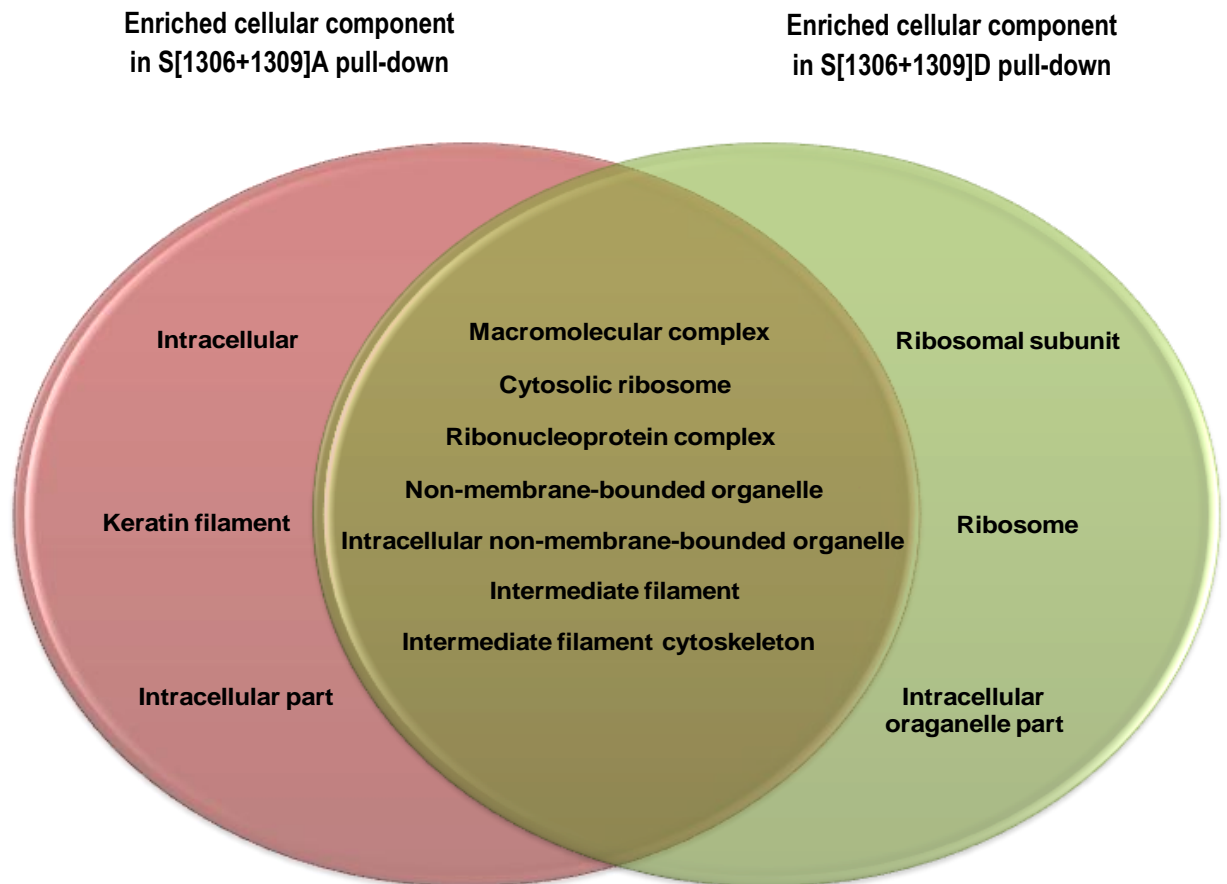 Enriched cellular component
in S[1306+1309]A pull-down
Enriched cellular component
in S[1306+1309]D pull-down
Intracellular
Keratin filament
Intracellular part
Macromolecular complex
Cytosolic ribosome
Ribonucleoprotein complex
Non-membrane-bounded organelle
Intracellular non-membrane-bounded organelle
Intermediate filament
Intermediate filament cytoskeleton
Ribosomal subunit
Ribosome
Intracellular
oraganelle part